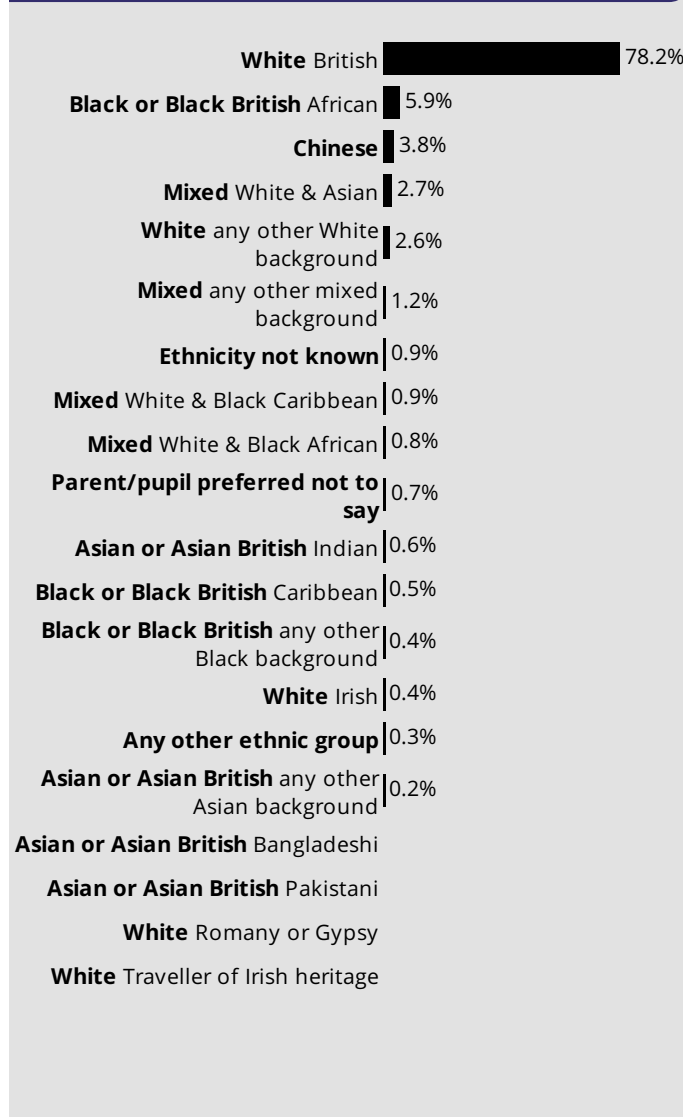 White British 78.2%
Black or Black British African 5.9%
Chinese 3.8%
Mixed White & Asian 2.7%
White any other White
background 2.6%
Mixed any other mixed
background 1.2%
Ethnicity not known 0.9%
Mixed White & Black Caribbean 0.9%
Mixed White & Black African 0.8%
Parent/pupil preferred not to
say 0.7%
Asian or Asian British Indian 0.6%
Black or Black British Caribbean 0.5%
Black or Black British any other
Black background 0.4%
White Irish 0.4%
Any other ethnic group 0.3%
Asian or Asian British any other
Asian background 0.2%
Asian or Asian British Bangladeshi
Asian or Asian British Pakistani
White Romany or Gypsy
White Traveller of Irish heritage